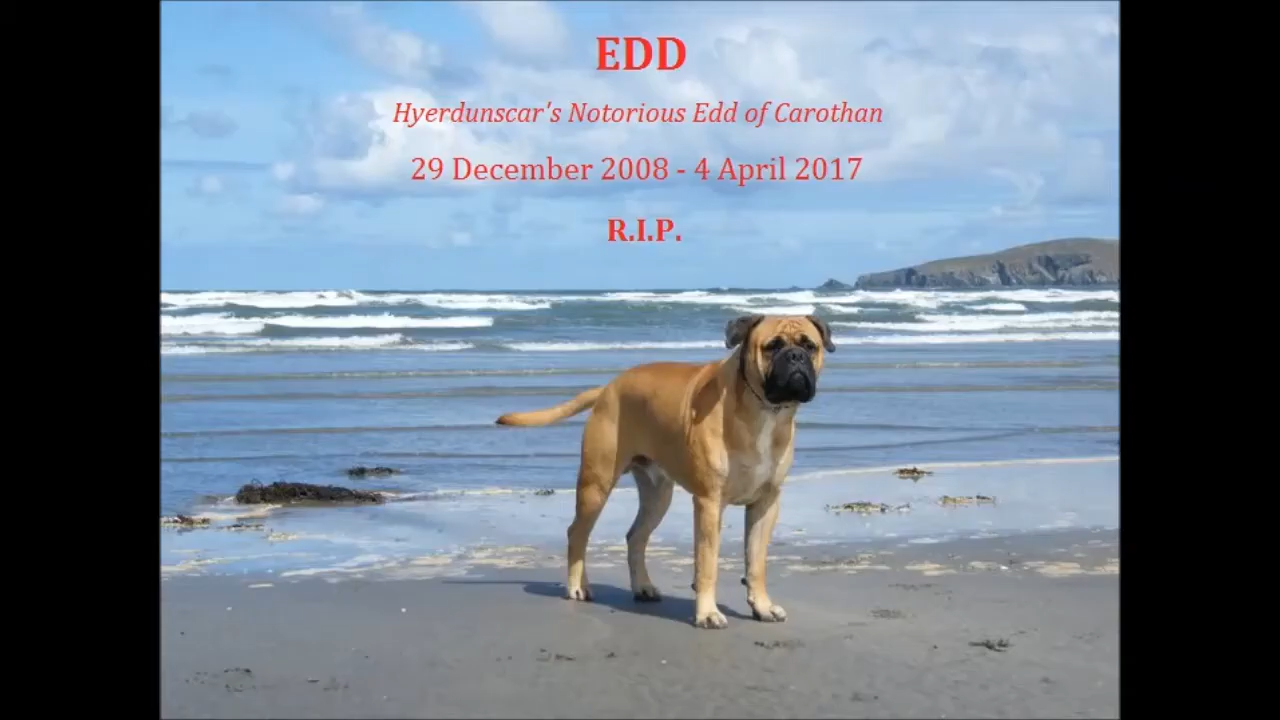 EDD
Hyerdunscar's Notorious Edd of Carothan
29 December 2008 - 4 April 2017
R.I.P.